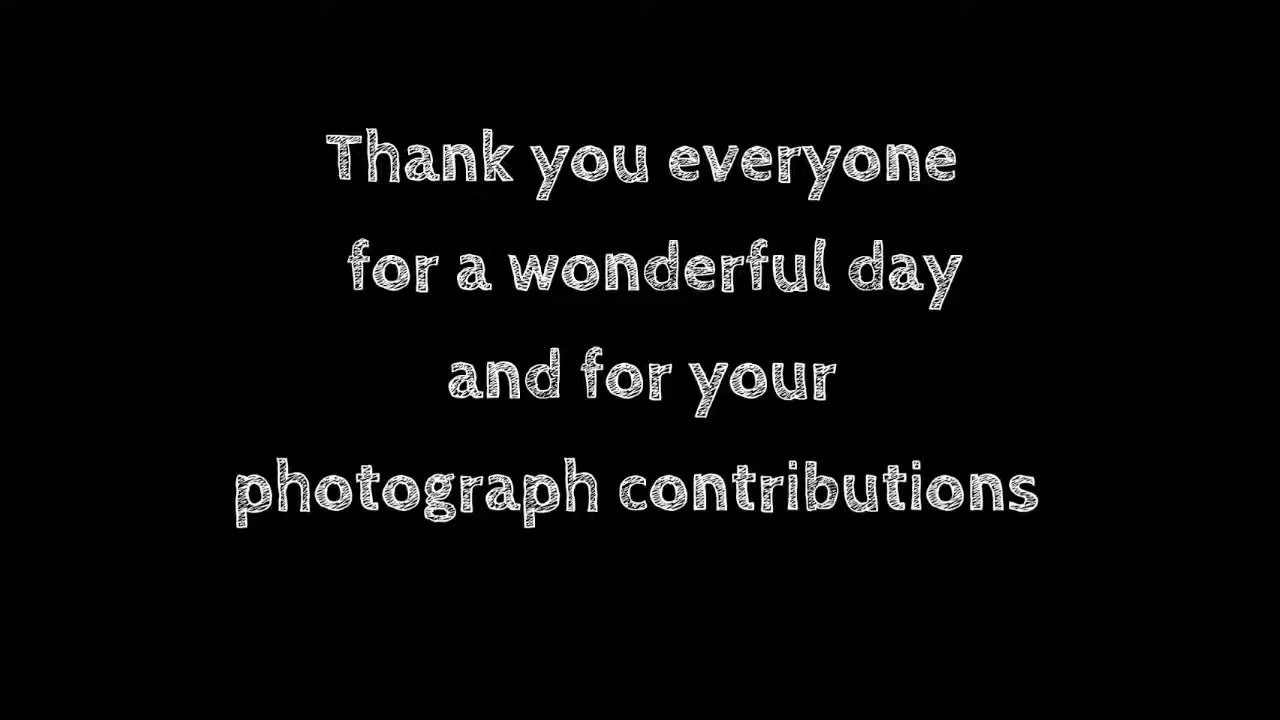 Thank you everyone
for a wonderful day
and for your
photograph contributions